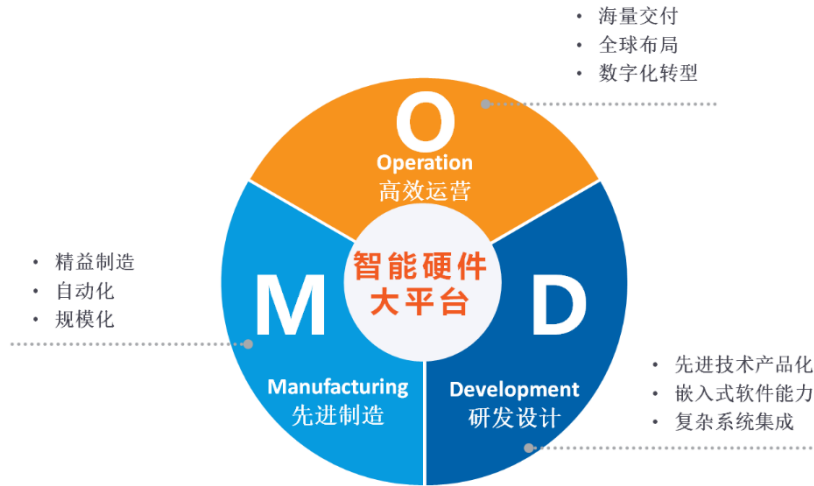 • 海量交付
• 全球布局
• 数字化转型
O
Operation
高效运营
智能硬件
大平台
• 精益制造
• 自动化
• 规模化
M
Manufacturing
先进制造
D
Development
研发设计
• 先进技术产品化
• 嵌入式软件能力
• 复杂系统集成